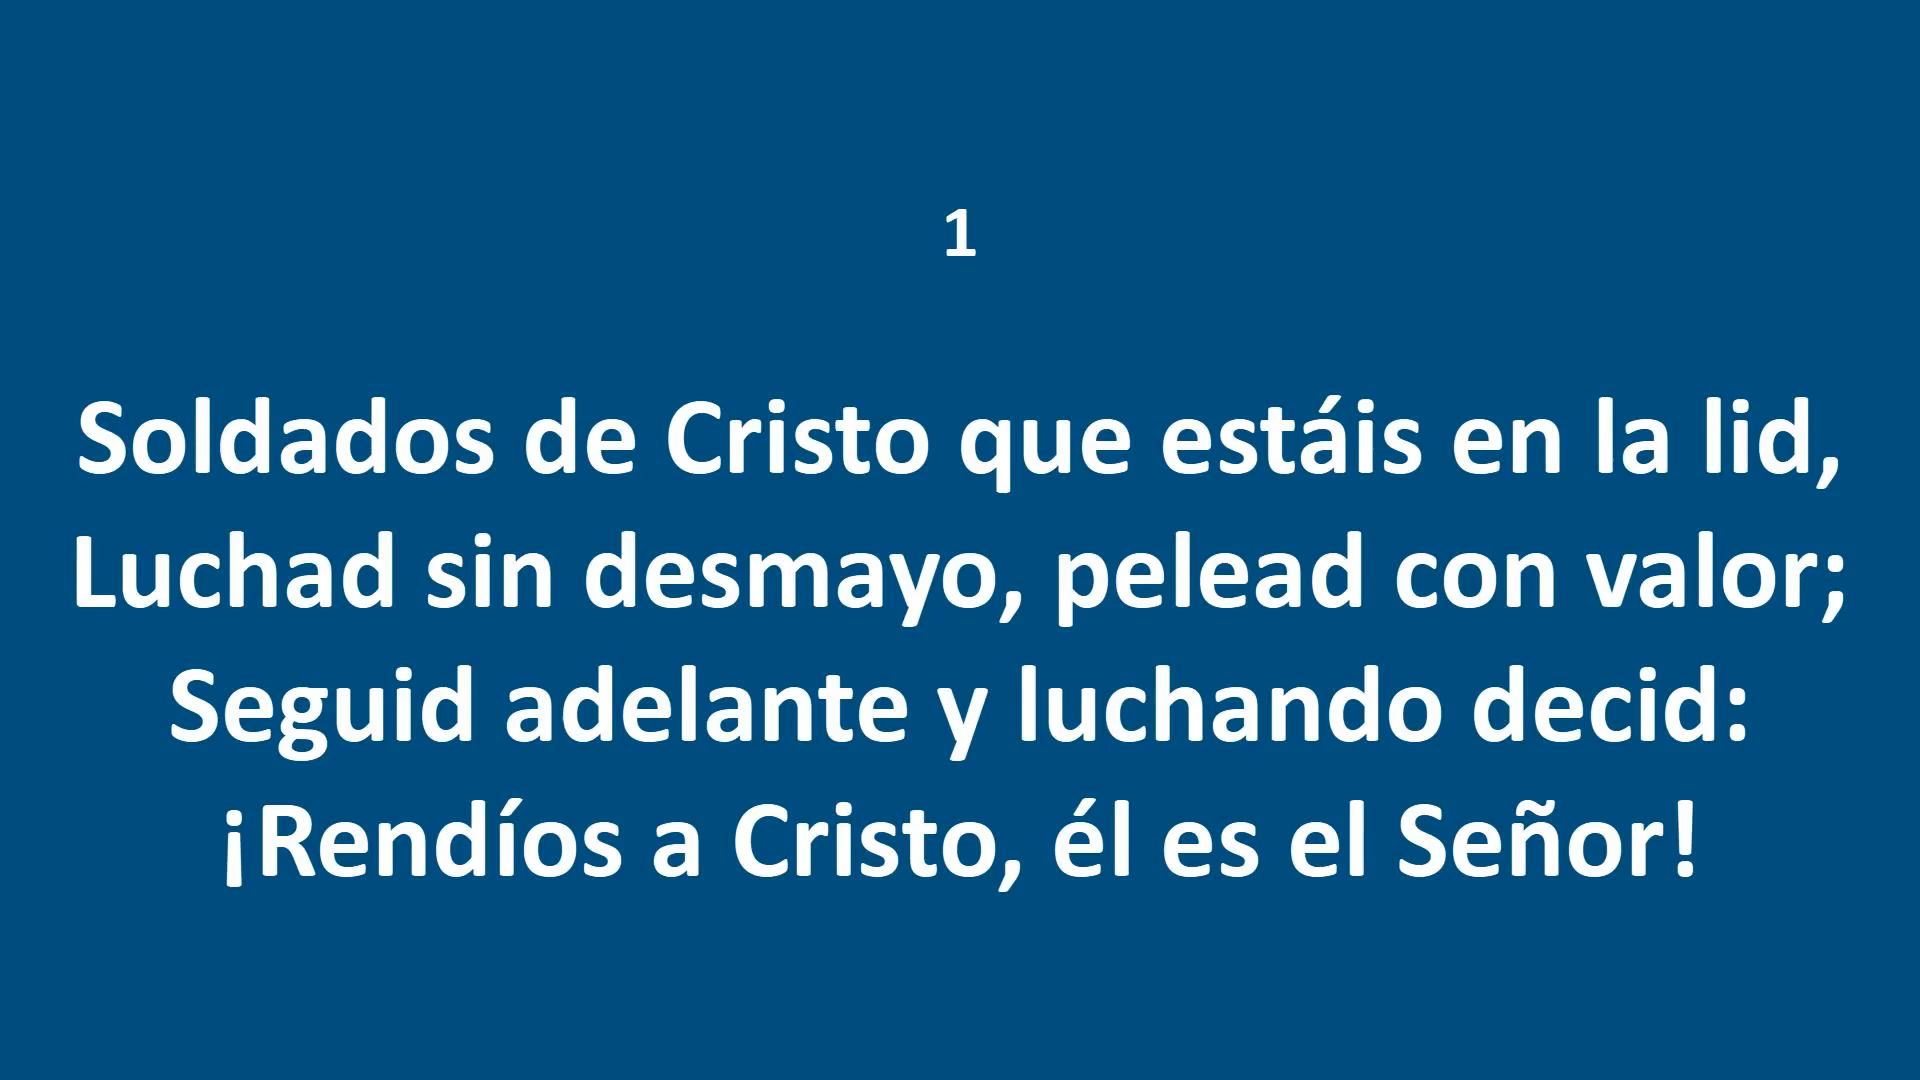 1
Soldados de Cristo que estáis en la lid,
Luchad sin desmayo, pelead con valor;
Seguid adelante y luchando decid:
¡Rendíos a Cristo, él es el Señor!